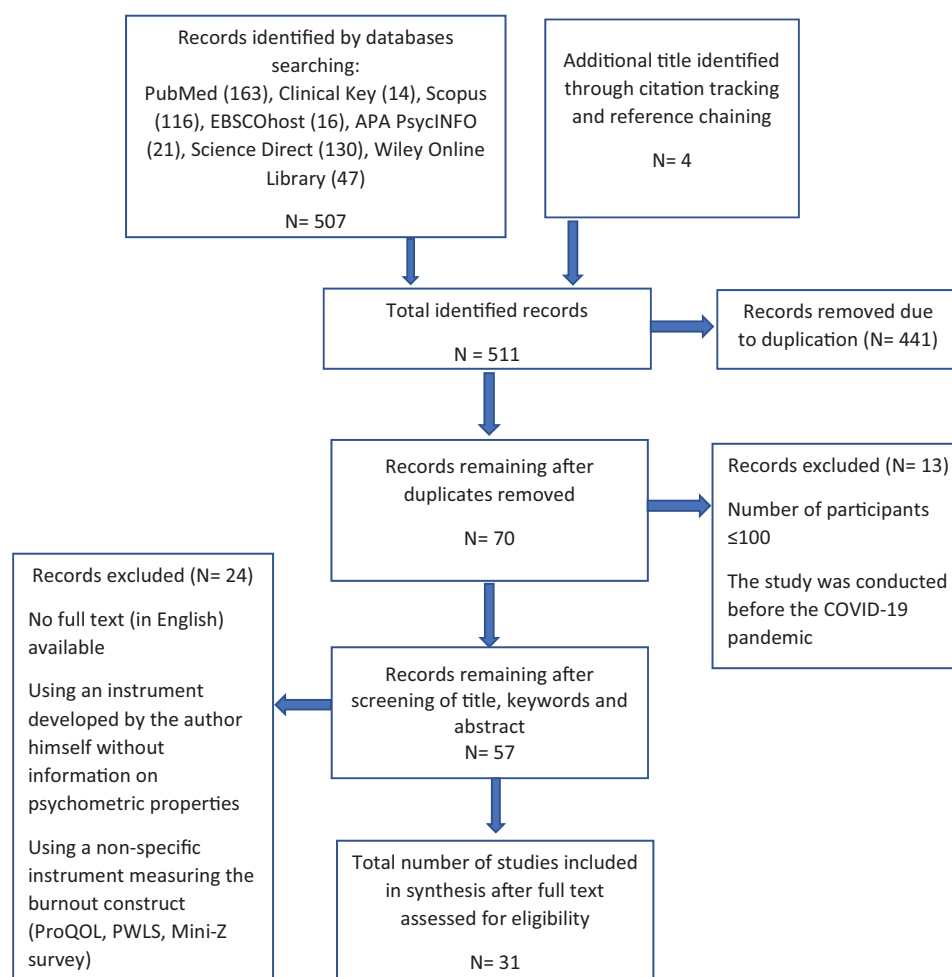 Records identified by databases
searching:
PubMed (163), Clinical Key (14), Scopus
(116), EBSCOhost (16), APA PsycINFO
(21), Science Direct (130), Wiley Online
Library (47)
N= 507
Additional title identified
through citation tracking
and reference chaining
N= 4
Total identified records
N = 511
Records removed due
to duplication (N= 441)
Records remaining after
duplicates removed
N= 70
Records excluded (N= 13)
Number of participants
≤100
The study was conducted
before the COVID-19
pandemic
Records excluded (N= 24)
No full text (in English)
available
Using an instrument
developed by the author
himself without
information on
psychometric properties
Using a non-specific
instrument measuring the
burnout construct
(ProQOL, PWLS, Mini-Z
survey)
Records remaining after
screening of title, keywords and
abstract
N= 57
Total number of studies included
in synthesis after full text
assessed for eligibility
N= 31